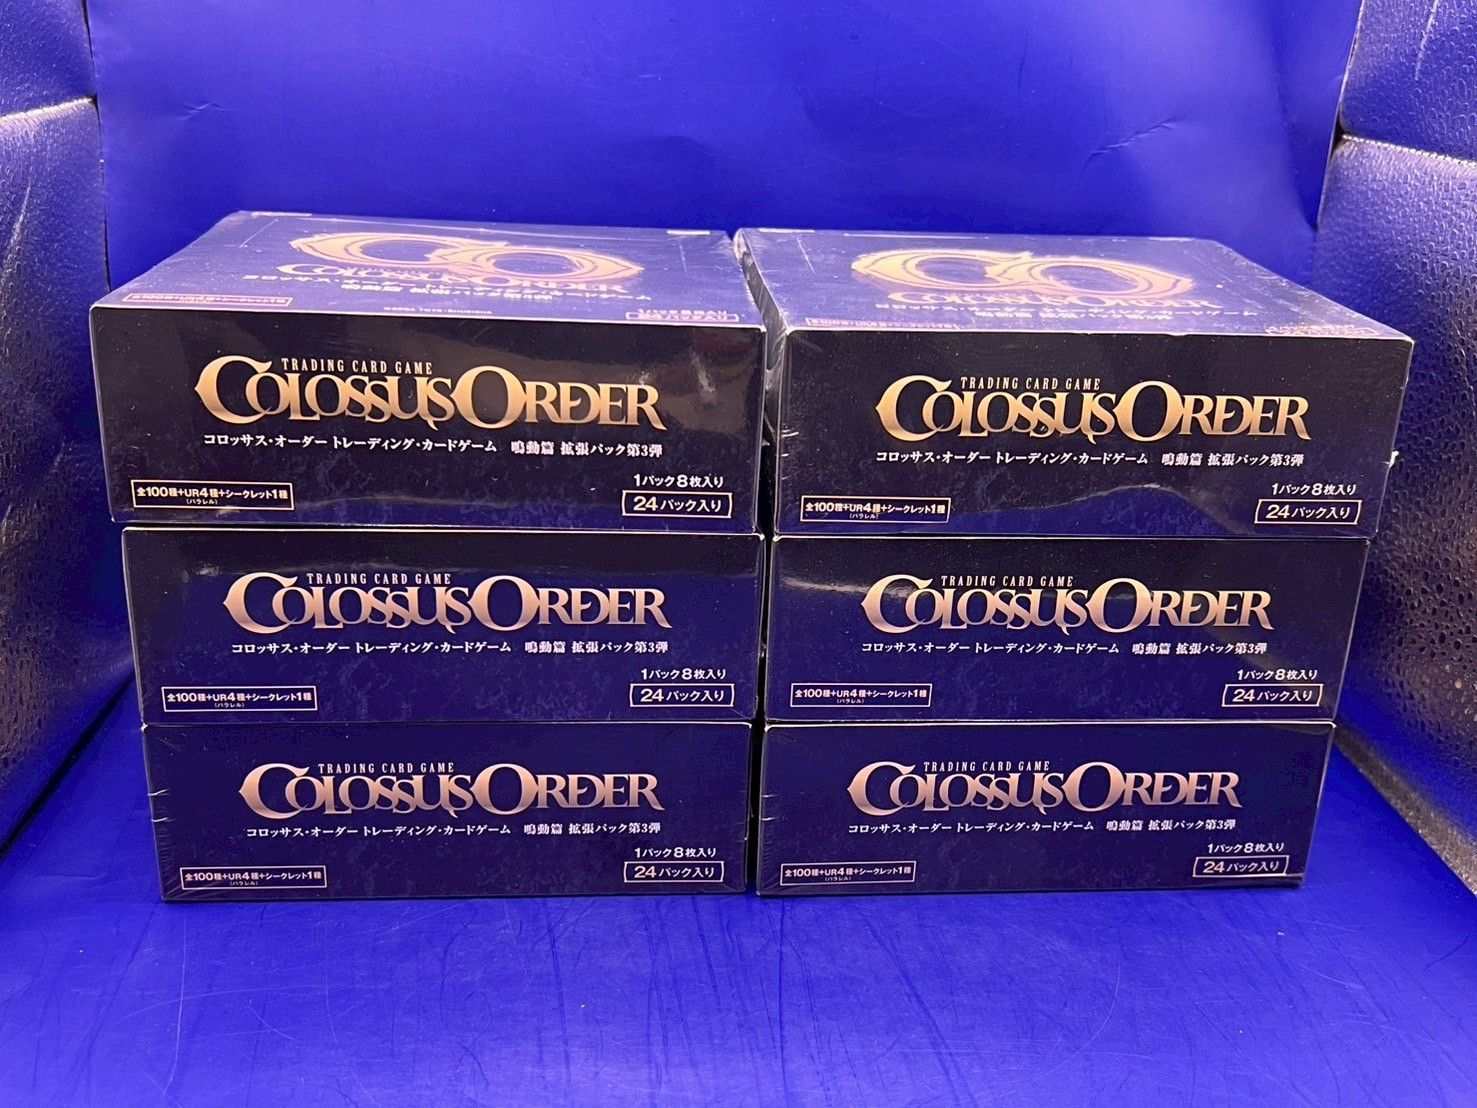 COLOSSUS ORDER
COLOSSUS ORDER
TRADING CARD GAME
COLOSSUS ORDER
コロッサス・オーダー トレーディング・カードゲーム 鳴動篇 拡張パック第3弾
全100種+UR4種+シークレット1種
(パラレル)
1パック8枚入り
24パック入り
TRADING CARD GAME
COLOSSUS ORDER
コロッサス・オーダー トレーディング・カードゲーム 鳴動篇 拡張パック第3弾
全100種+UR4種+シークレット1種
(パラレル)
1パック8枚入り
24パック入り
TRADING CARD GAME
COLOSSUS ORDER
コロッサス・オーダー トレーディング・カードゲーム 鳴動篇 拡張パック第3弾
全100種+UR4種+シークレット1種
(パラレル)
1パック8枚入り
24パック入り
TRADING CARD GAME
COLOSSUS ORDER
コロッサス・オーダー トレーディング・カードゲーム 鳴動篇 拡張パック第3弾
全100種+UR4種+シークレット1種
(パラレル)
1パック8枚入り
24パック入り
TRADING CARD GAME
COLOSSUS ORDER
コロッサス・オーダー トレーディング・カードゲーム 鳴動篇 拡張パック第3弾
全100種+UR4種+シークレット1種
(パラレル)
1パック8枚入り
24パック入り
TRADING CARD GAME
COLOSSUS ORDER
コロッサス・オーダー トレーディング・カードゲーム 鳴動篇 拡張パック第3弾
全100種+UR4種+シークレット1種
(パラレル)
1パック8枚入り
24パック入り